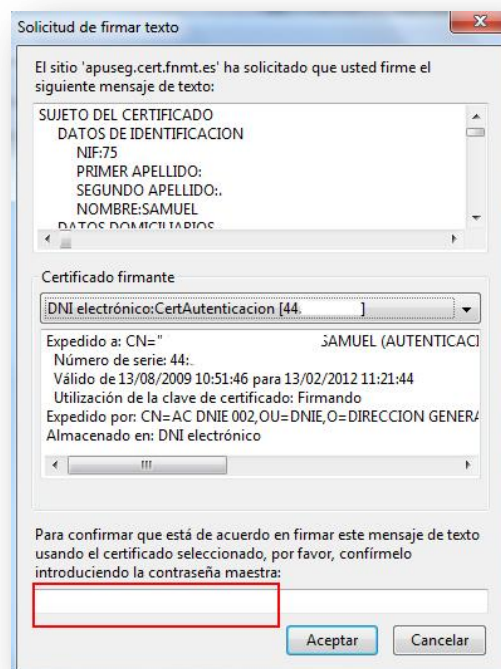 Solicitud de firmar texto
El sitio 'apuseg.cert.fnmt.es' ha solicitado que usted firme el
siguiente mensaje de texto:
SUJETO DEL CERTIFICADO
DATOS DE IDENTIFICACION
NIF:75
PRIMER APELLIDO:
SEGUNDO APELLIDO:.
NOMBRE:SAMUEL
DATOS DOMICILIARIOS
Certificado firmante
DNI electrónico:CertAutenticacion [44. ]
Expedido a: CN=" SAMUEL (AUTENTICACI
Número de serie: 44:.
Válido de 13/08/2009 10:51:46 para 13/02/2012 11:21:44
Utilización de la clave de certificado: Firmando
Expedido por: CN=AC DNIE 002,OU=DNIE,O=DIRECCION GENERA
Almacenado en: DNI electrónico
Para confirmar que está de acuerdo en firmar este mensaje de texto
usando el certificado seleccionado, por favor, confírmelo
introduciendo la contraseña maestra:
Aceptar Cancelar